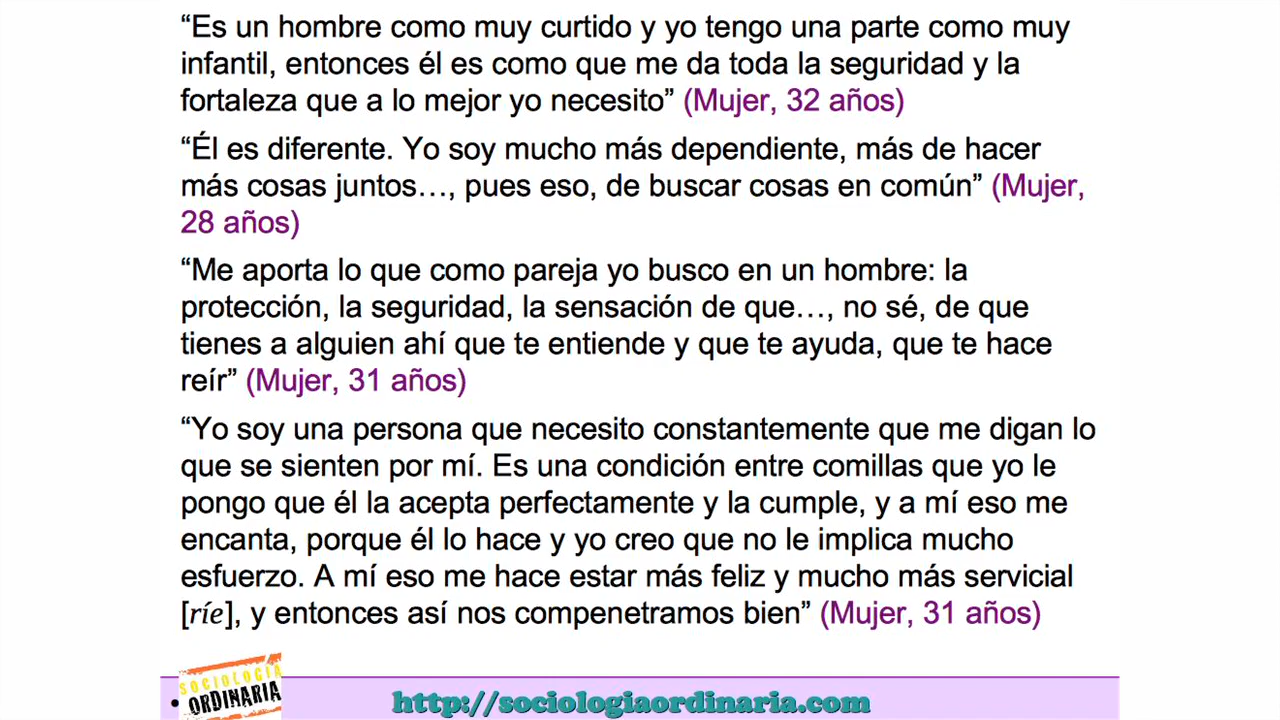 “Es un hombre como muy curtido y yo tengo una parte como muy
infantil, entonces él es como que me da toda la seguridad y la
fortaleza que a lo mejor yo necesito” (Mujer, 32 años)
“Él es diferente. Yo soy mucho más dependiente, más de hacer
más cosas juntos…, pues eso, de buscar cosas en común” (Mujer,
28 años)
“Me aporta lo que como pareja yo busco en un hombre: la
protección, la seguridad, la sensación de que…, no sé, de que
tienes a alguien ahí que te entiende y que te ayuda, que te hace
reír” (Mujer, 31 años)
“Yo soy una persona que necesito constantemente que me digan lo
que se sienten por mí. Es una condición entre comillas que yo le
pongo que él la acepta perfectamente y la cumple, y a mí eso me
encanta, porque él lo hace y yo creo que no le implica mucho
esfuerzo. A mí eso me hace estar más feliz y mucho más servicial
[ríe], y entonces así nos compenetramos bien” (Mujer, 31 años)
SOCIOLOGÍA
ORDINARIA
• http://sociologiaordinaria.com